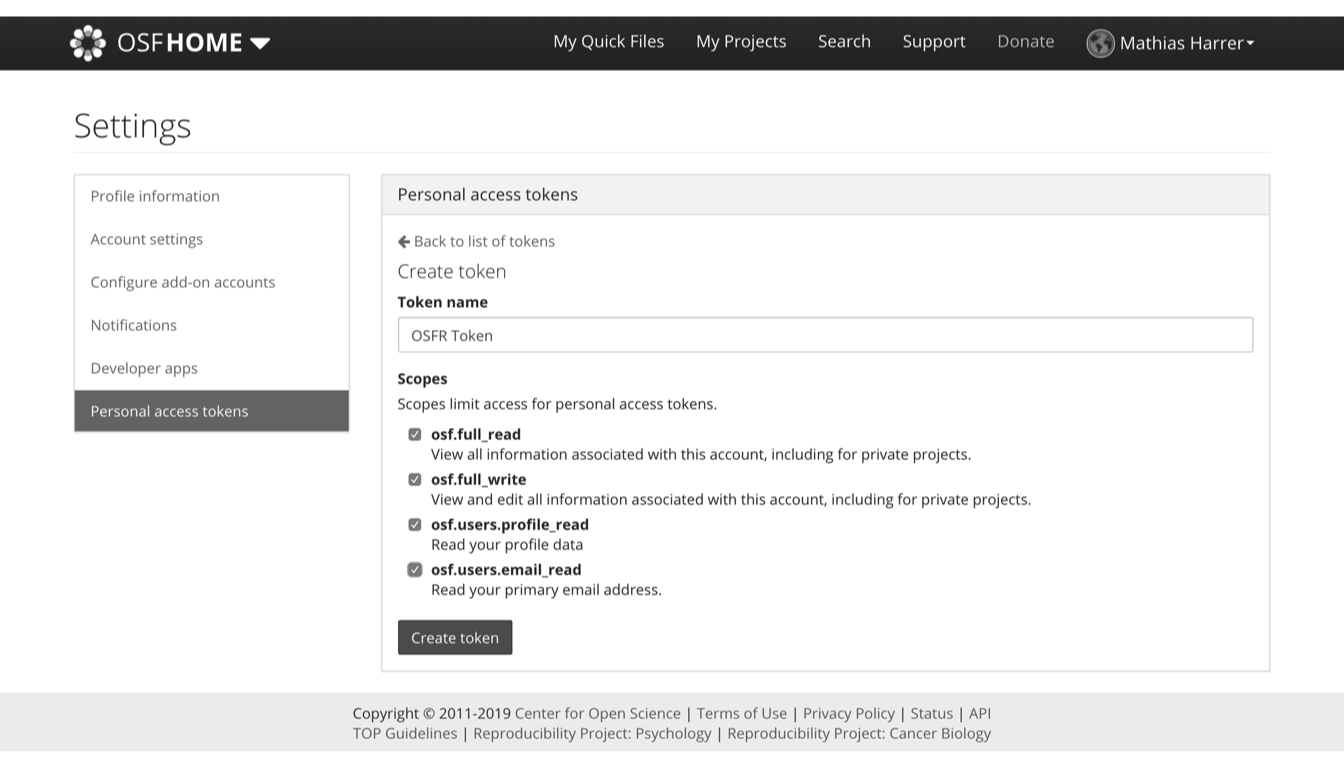 OSFHOME My Quick Files My Projects Search Support Donate Mathias Harrer
Settings
Profile information
Account settings
Configure add-on accounts
Notifications
Developer apps
Personal access tokens
Personal access tokens
Back to list of tokens
Create token
Token name
OSFR Token
Scopes
Scopes limit access for personal access tokens.
osf.full_read
View all information associated with this account, including for private projects.
osf.full_write
View and edit all information associated with this account, including for private projects.
osf.users.profile_read
Read your profile data
osf.users.email_read
Read your primary email address.
Create token
Copyright © 2011-2019 Center for Open Science | Terms of Use | Privacy Policy | Status | API
TOP Guidelines | Reproducibility Project: Psychology | Reproducibility Project: Cancer Biology